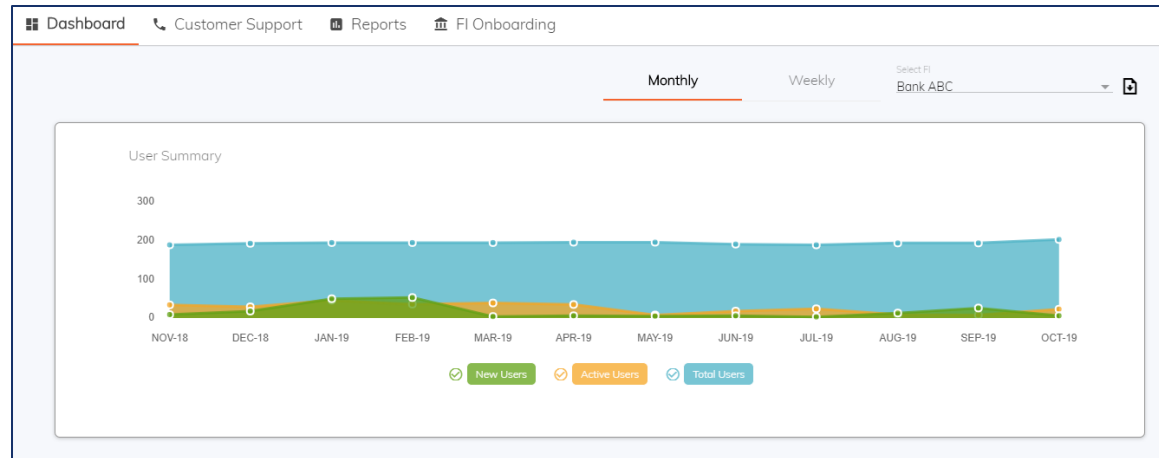 Dashboard Customer Support Reports FI Onboarding
Monthly Weekly Select FI
Bank ABC
User Summary
300
200
100
0
NOV-18 DEC-18 JAN-19 FEB-19 MAR-19 APR-19 MAY-19 JUN-19 JUL-19 AUG-19 SEP-19 OCT-19
New Users Active Users Total Users